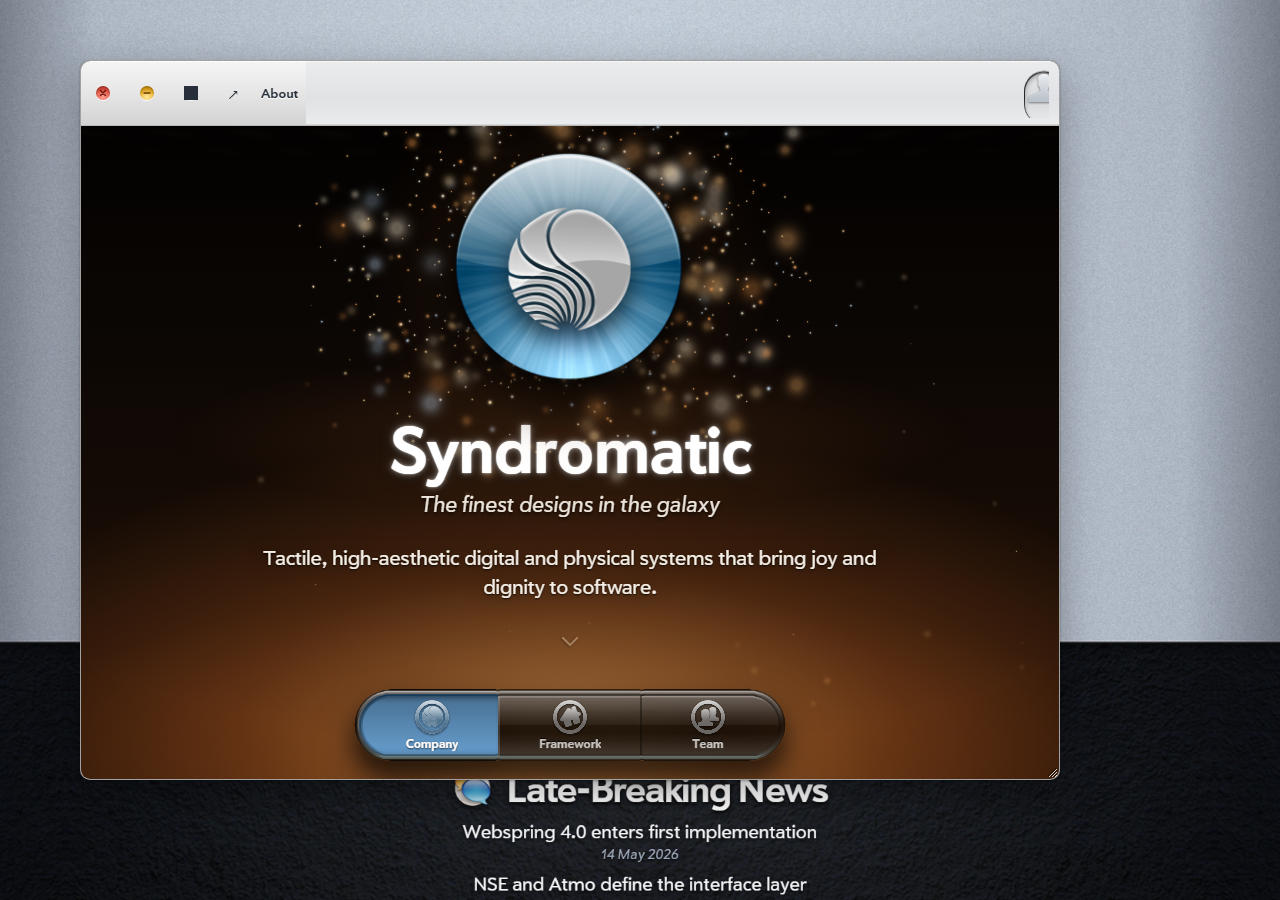 About
Syndromatic
The finest designs in the galaxy
Tactile, high-aesthetic digital and physical systems that bring joy and
dignity to software.
Company
Framework
Team
Late-Breaking News
Webspring 4.0 enters first implementation
14 May 2026
NSE and Atmo define the interface layer